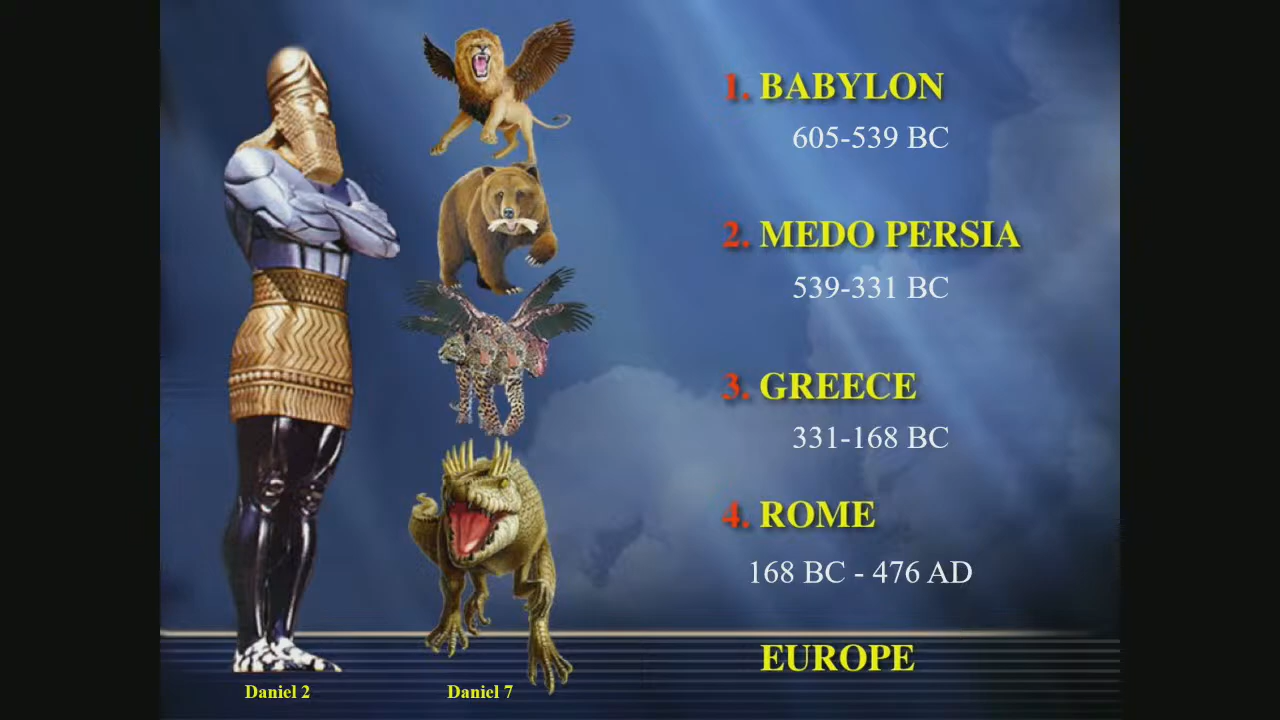 1. BABYLON
605-539 BC
2. MEDO PERSIA
539-331 BC
3. GREECE
331-168 BC
4. ROME
168 BC - 476 AD
EUROPE
Daniel 2
Daniel 7